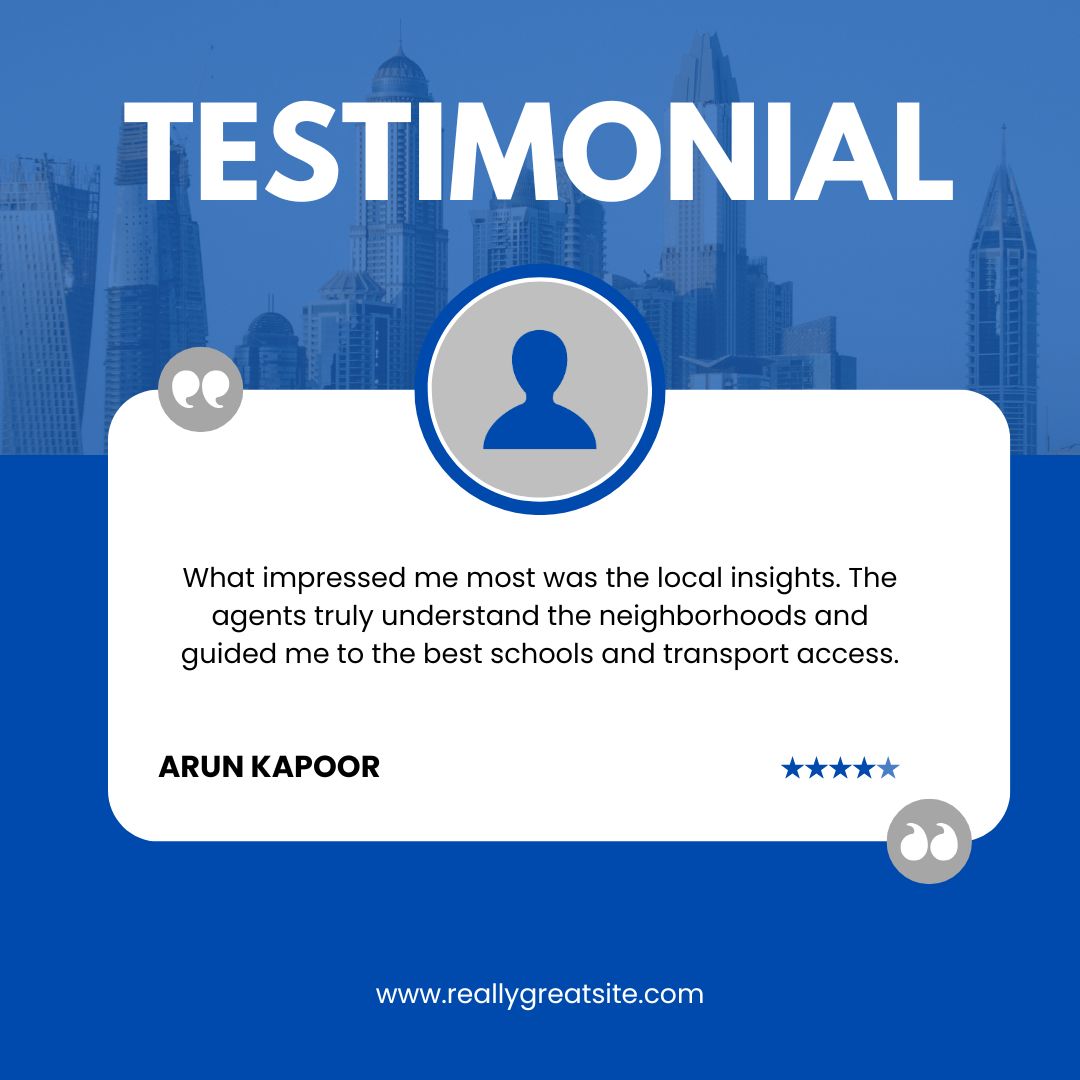 TESTIMONIAL
What impressed me most was the local insights. The
agents truly understand the neighborhoods and
guided me to the best schools and transport access.
ARUN KAPOOR
www.reallygreatsite.com